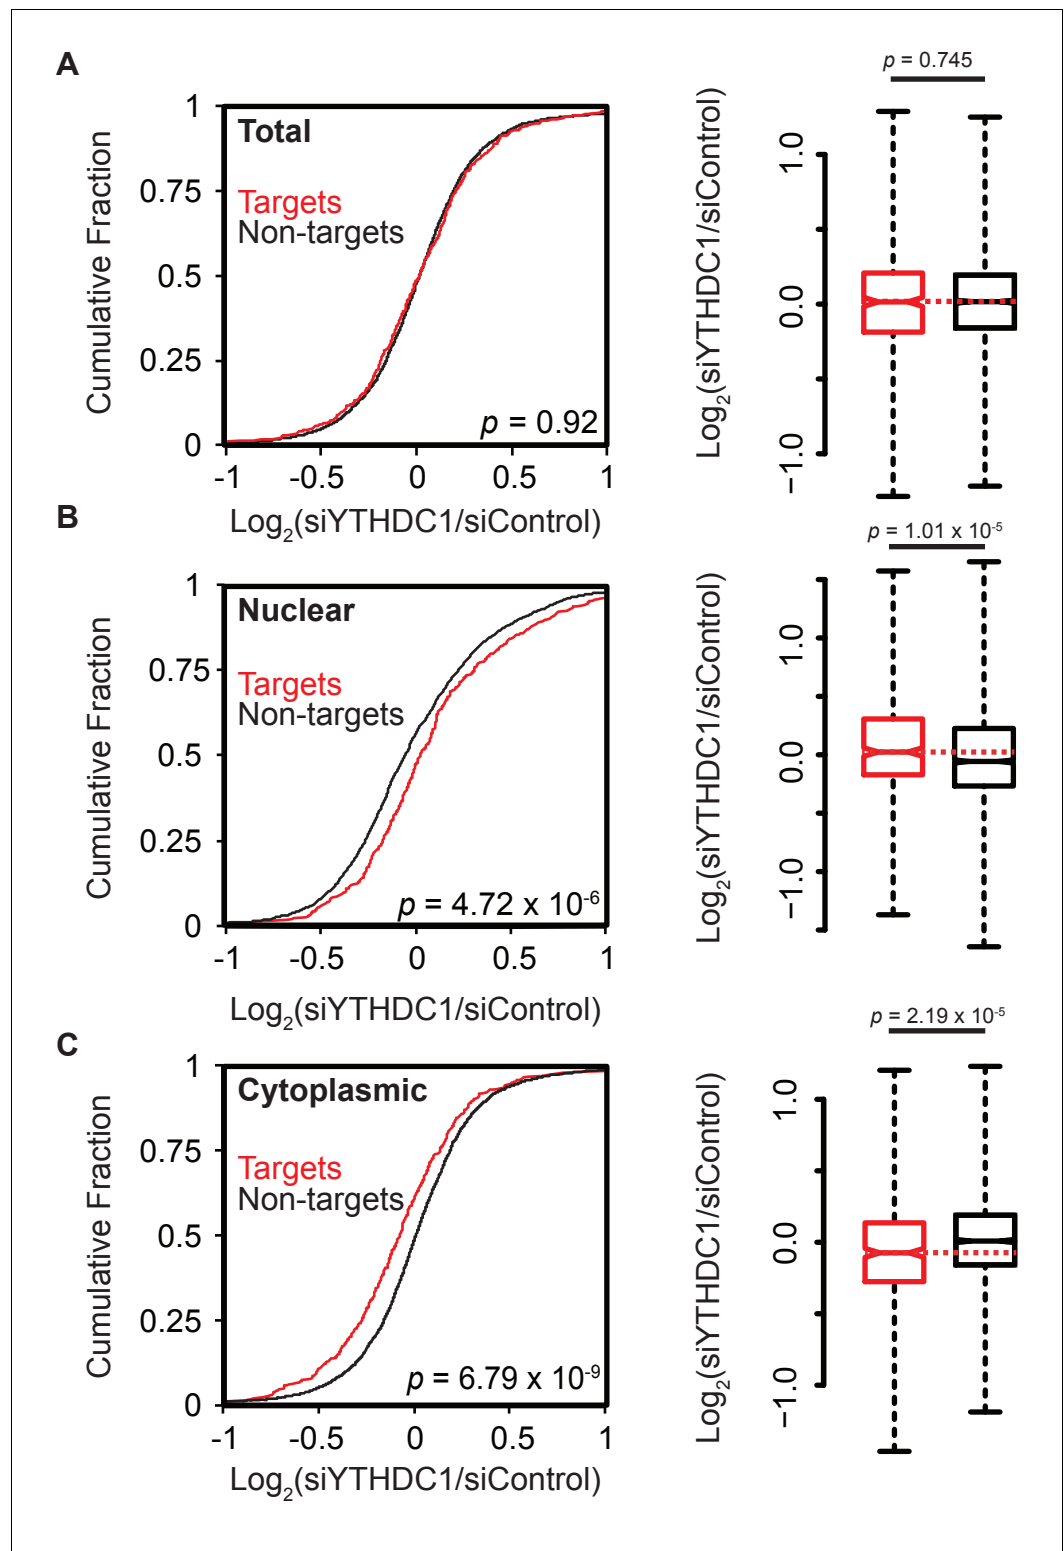 A
Total
Targets
Non-targets
p = 0.92
Cumulative Fraction
1
0.75
0.5
0.25
0
-1 -0.5 0 0.5 1
Log2(siYTHDC1/siControl)
p = 0.745
Log2(siYTHDC1/siControl)
1.0
0.0
−1.0
B
Nuclear
Targets
Non-targets
p = 4.72 x 10-6
Cumulative Fraction
1
0.75
0.5
0.25
0
-1 -0.5 0 0.5 1
Log2(siYTHDC1/siControl)
p = 1.01 x 10-5
Log2(siYTHDC1/siControl)
1.0
0.0
−1.0
C
Cytoplasmic
Targets
Non-targets
p = 6.79 x 10-9
Cumulative Fraction
1
0.75
0.5
0.25
0
-1 -0.5 0 0.5 1
Log2(siYTHDC1/siControl)
p = 2.19 x 10-5
Log2(siYTHDC1/siControl)
1.0
0.0
−1.0